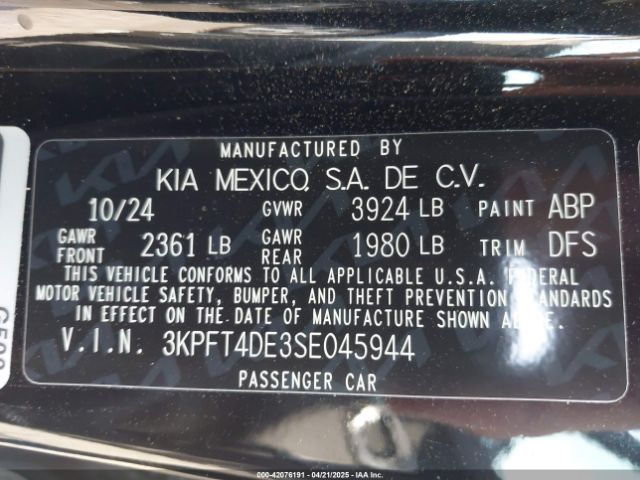 MANUFACTURED BY
KIA MEXICO, S.A. DE C.V.
10/24 GVWR 3924 LB PAINT ABP
GAWR FRONT 2361 LB GAWR REAR 1980 LB TRIM DFS
THIS VEHICLE CONFORMS TO ALL APPLICABLE U.S.A. FEDERAL
MOTOR VEHICLE SAFETY, BUMPER, AND THEFT PREVENTION STANDARDS
IN EFFECT ON THE DATE OF MANUFACTURE SHOWN ABOVE.
V.I.N. 3KPFT4DE3SE045944
PASSENGER CAR
000-42076191 - 04/21/2025 - IAA Inc.